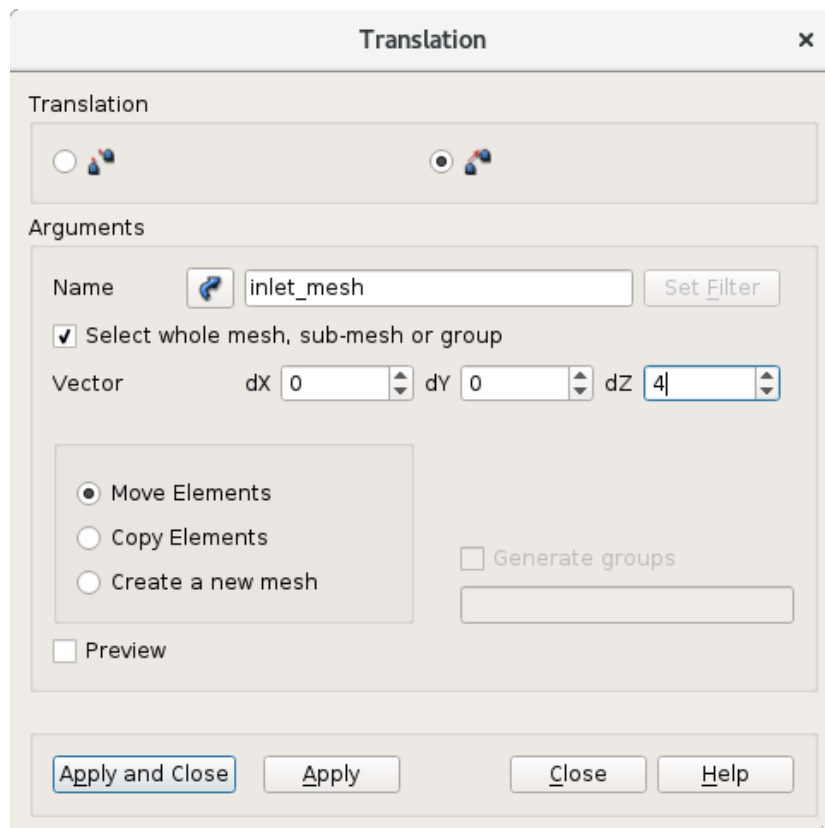 Translation
Translation
Arguments
Name inlet_mesh Set Filter
Select whole mesh, sub-mesh or group
Vector dX 0 dY 0 dZ 4
Move Elements
Copy Elements
Generate groups
Create a new mesh
Preview
Apply and Close Apply Close Help